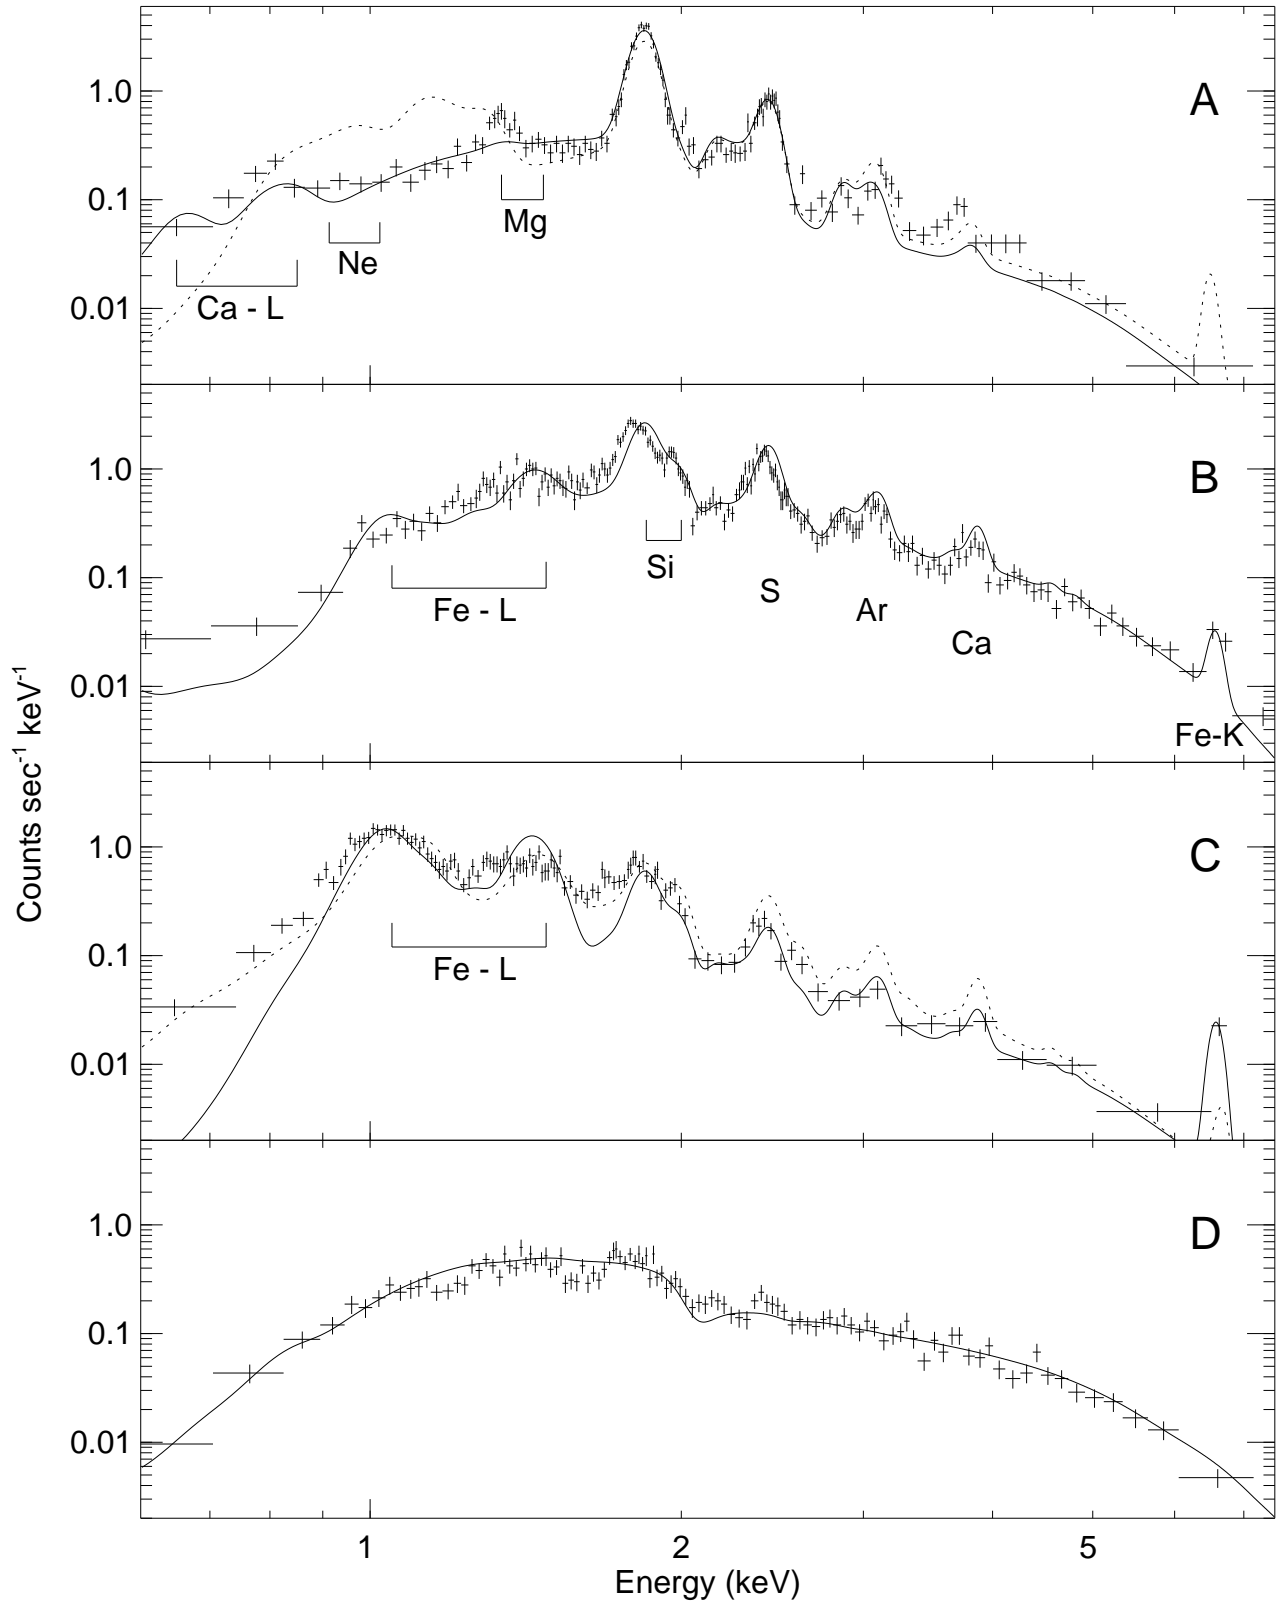 A
1.0
0.1
0.01
Mg
Ne
Ca - L
B
1.0
0.1
0.01
Si
Fe - L
S
Ar
Ca
Fe-K
C
1.0
0.1
0.01
Fe - L
D
1.0
0.1
0.01
Counts sec⁻¹ keV⁻¹
1 2 5
Energy (keV)